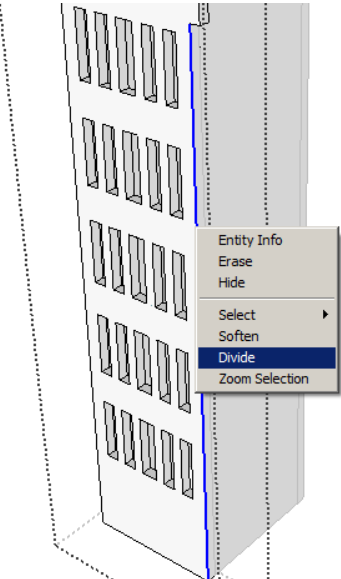 Entity Info
Erase
Hide
Select
Soften
Divide
Zoom Selection